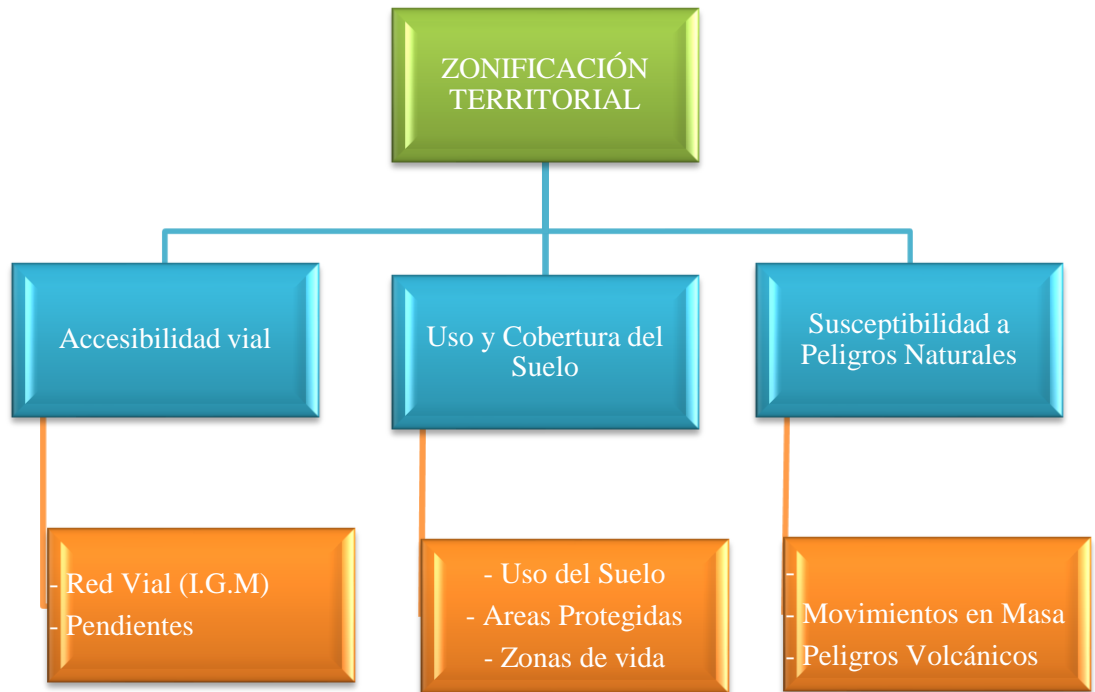 ZONIFICACIÓN
TERRITORIAL
Accesibilidad vial
Uso y Cobertura del
Suelo
Susceptibilidad a
Peligros Naturales
- Red Vial (I.G.M)
- Pendientes
- Uso del Suelo
- Areas Protegidas
- Zonas de vida
-
- Movimientos en Masa
- Peligros Volcánicos